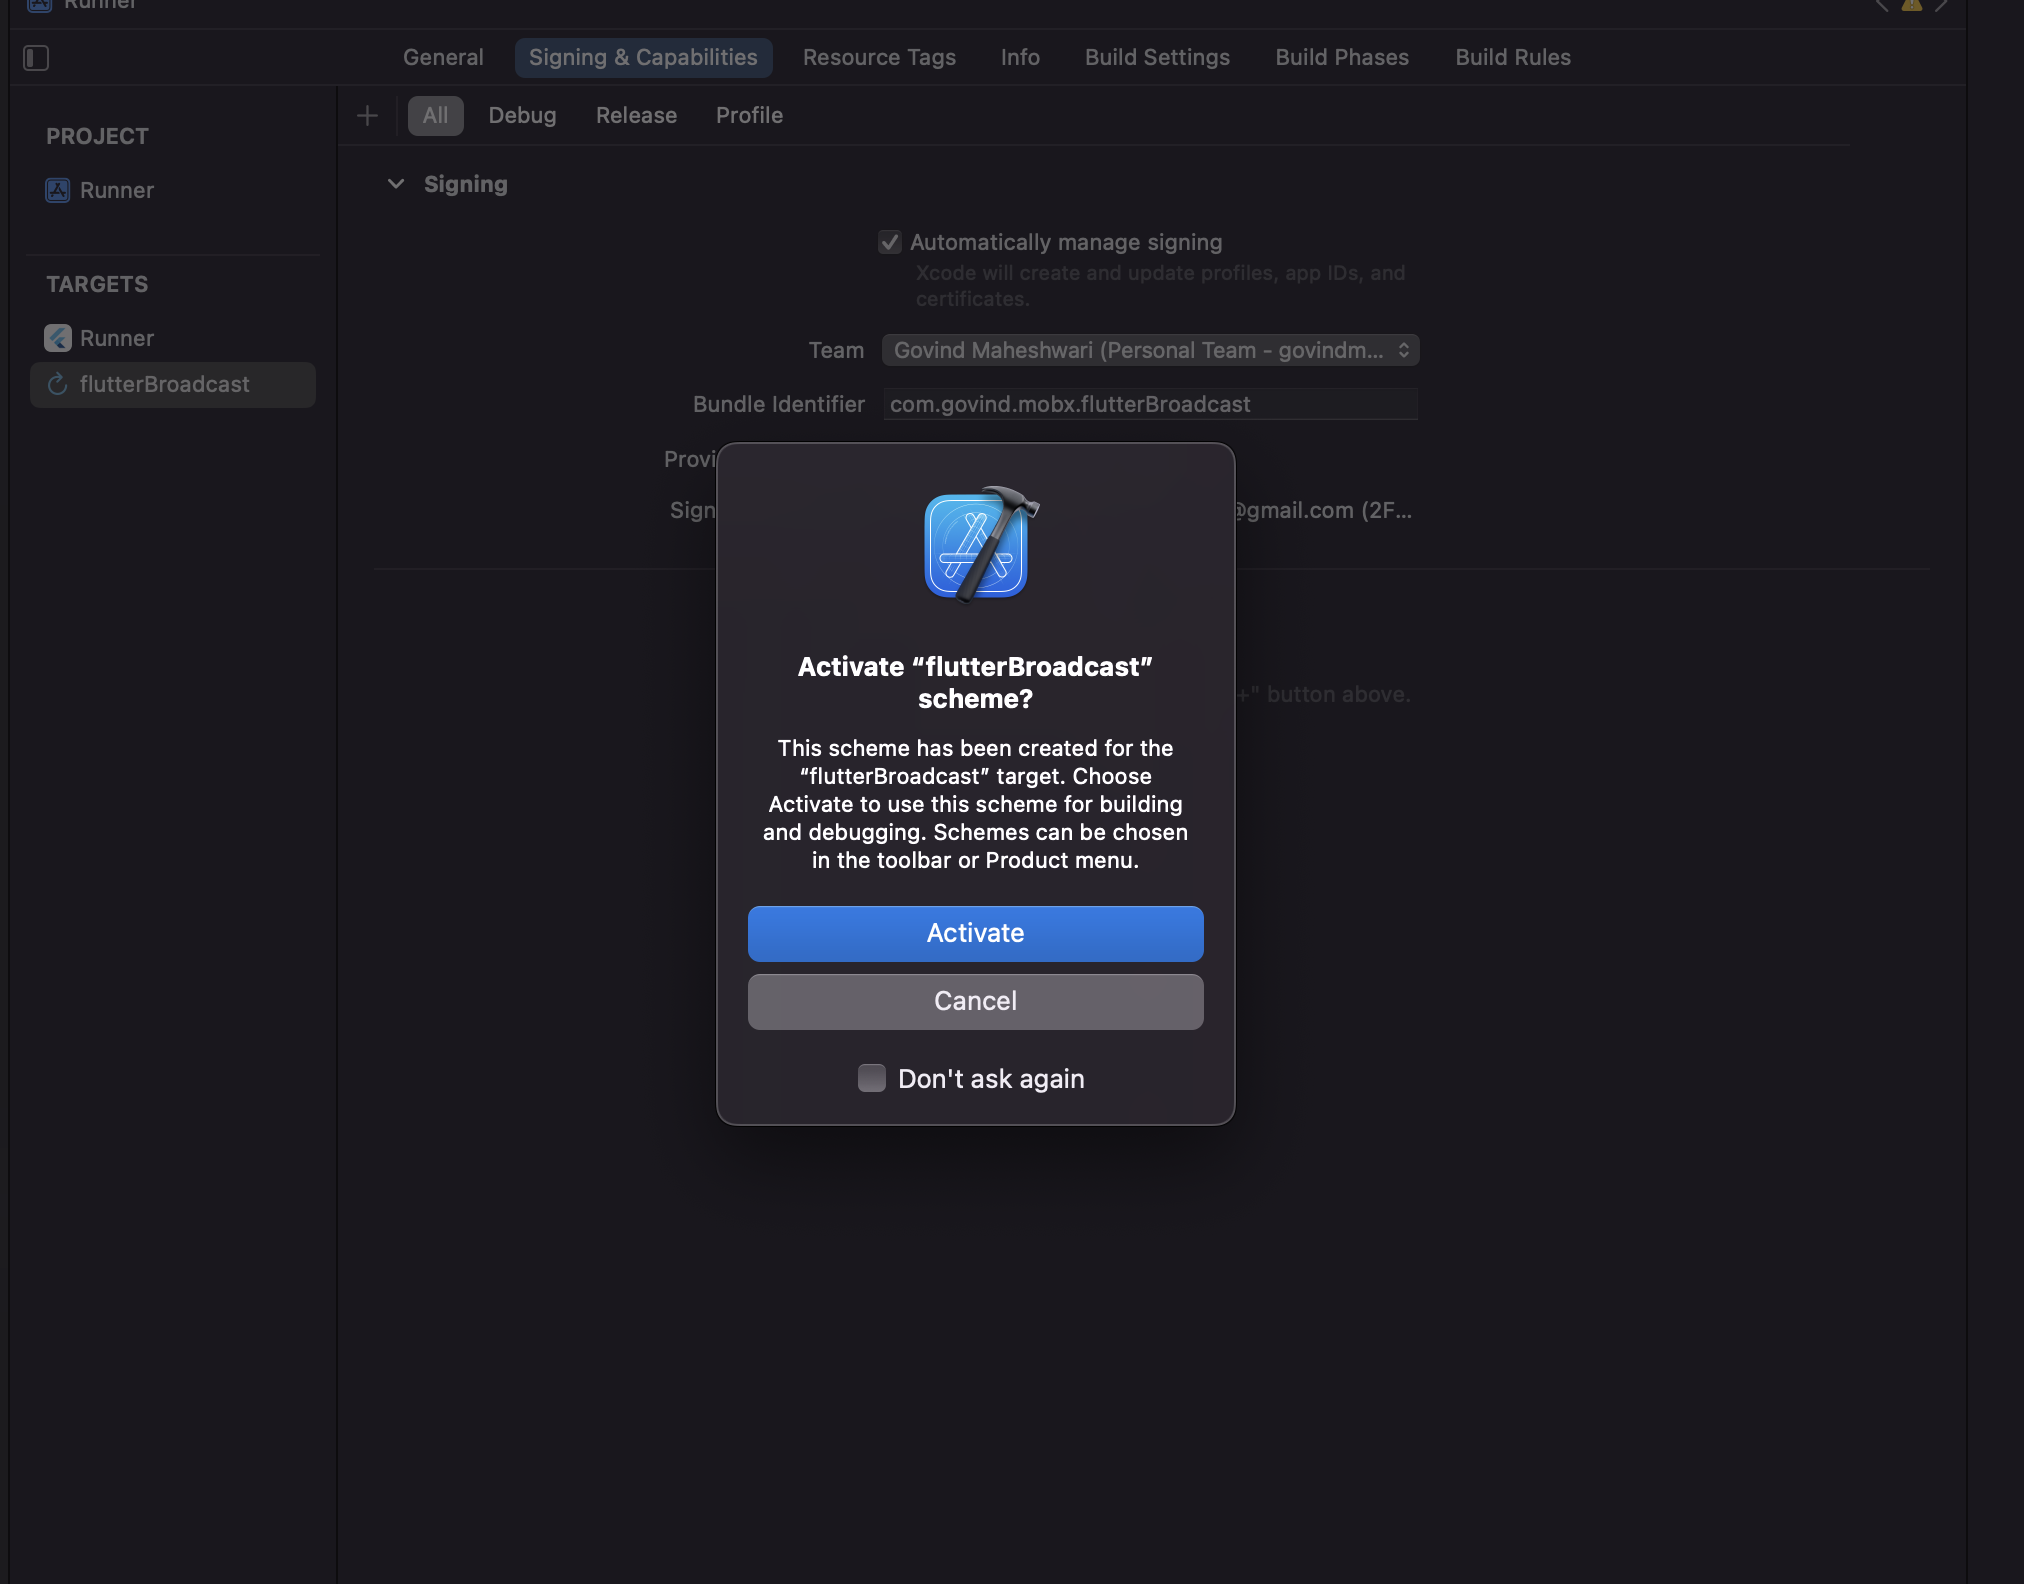 Runner
General Signing & Capabilities Resource Tags Info Build Settings Build Phases Build Rules
All Debug Release Profile
PROJECT
Runner
TARGETS
Runner
flutterBroadcast
Signing
Automatically manage signing
Xcode will create and update profiles, app IDs, and
certificates.
Team Govind Maheshwari (Personal Team - govindm...
Bundle Identifier com.govind.mobx.flutterBroadcast
Provi
Sign @gmail.com (2F...
+" button above.
Activate “flutterBroadcast”
scheme?
This scheme has been created for the
“flutterBroadcast” target. Choose
Activate to use this scheme for building
and debugging. Schemes can be chosen
in the toolbar or Product menu.
Activate
Cancel
Don't ask again